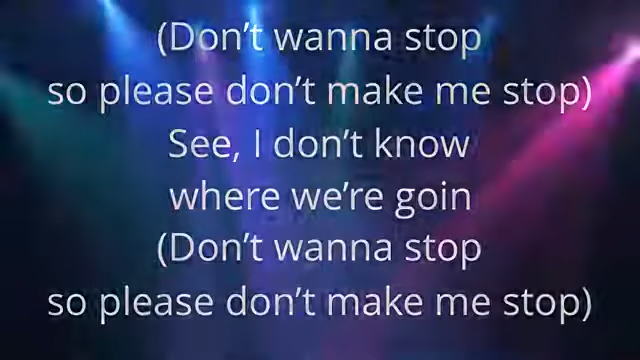 (Don’t wanna stop
so please don’t make me stop)
See, I don’t know
where we’re goin
(Don’t wanna stop
so please don’t make me stop)